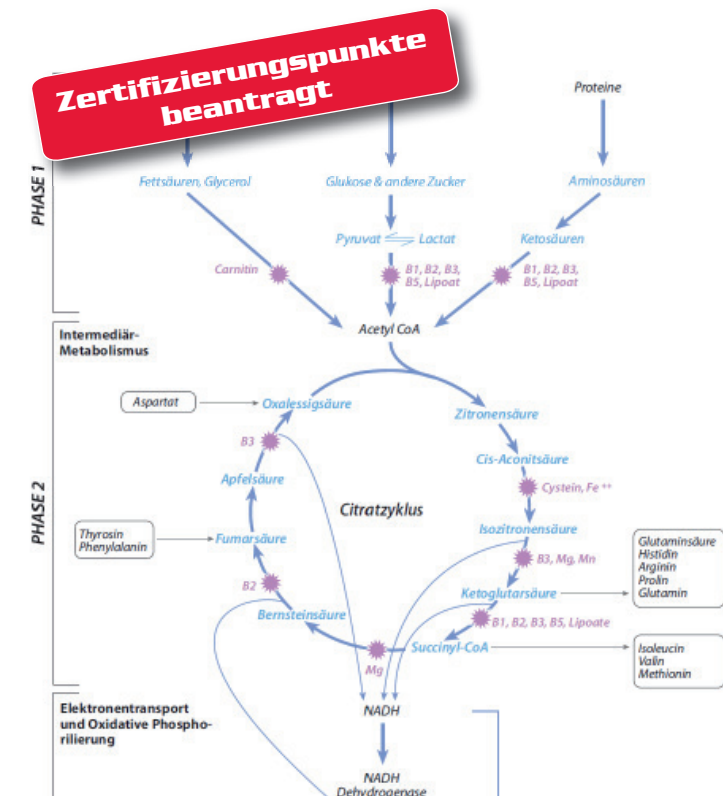 Zertifizierungspunkte
beantragt
Proteine
PHASE 1
Fettsäuren, Glycerol
Glukose & andere Zucker
Aminosäuren
Pyruvat
Lactat
Ketosäuren
Carnitin
B1, B2, B3,
B5, Lipoat
B1, B2, B3,
B5, Lipoat
Acetyl CoA
Intermediär-
Metabolismus
PHASE 2
Aspartat
Oxalessigsäure
Zitronensäure
B3
Cis-Aconitsäure
Apfelsäure
Cystein, Fe ++
Citratzyklus
Thyrosin
Phenylalanin
Fumarsäure
Isozitronensäure
B3, Mg, Mn
Glutaminsäure
Histidin
Arginin
Prolin
Glutamin
B2
Ketoglutarsäure
Bernsteinsäure
B1, B2, B3, B5, Lipoate
Succinyl-CoA
Mg
Isoleucin
Valin
Methionin
Elektronentransport
und Oxidative Phospho-
rilierung
NADH
NADH
Dehydrogenase